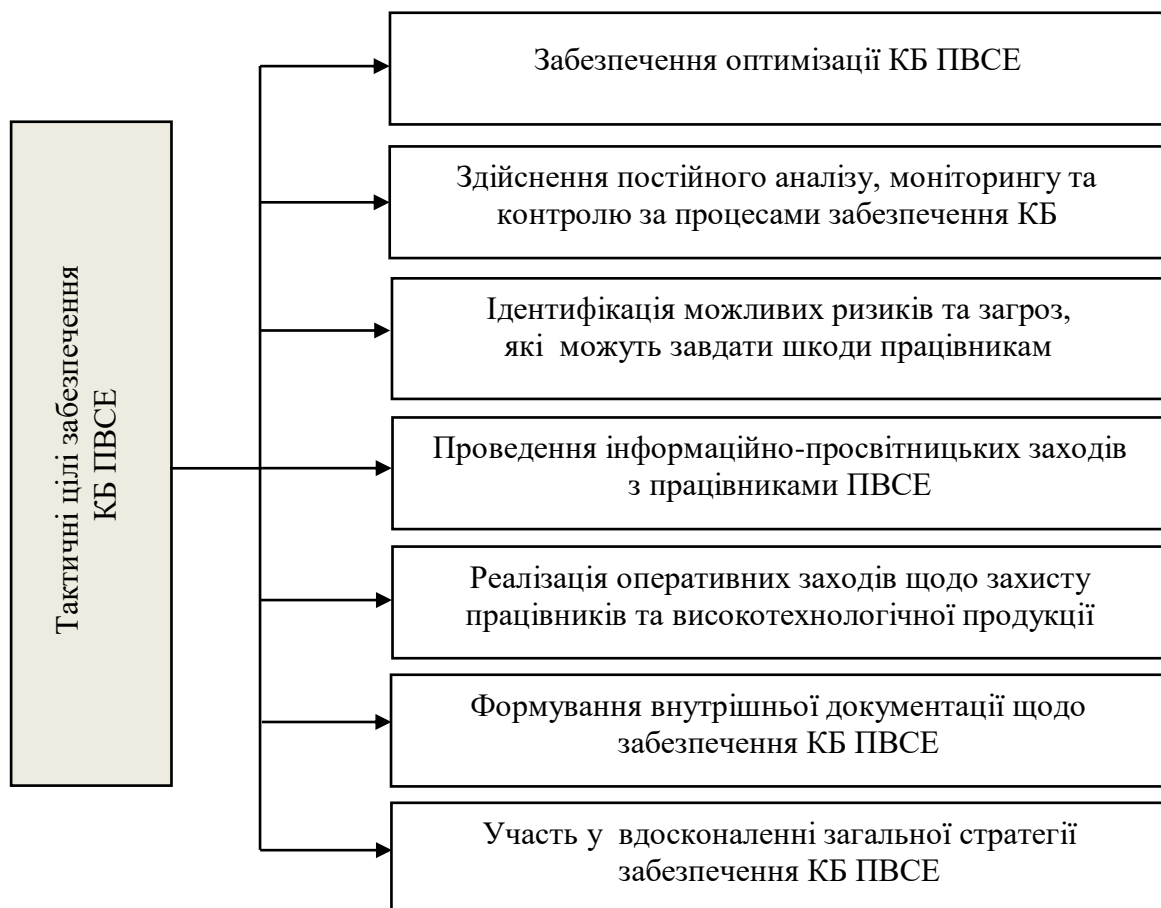 Тактичні цілі забезпечення
КБ ПВСЕ
Забезпечення оптимізації КБ ПВСЕ
Здійснення постійного аналізу, моніторингу та
контролю за процесами забезпечення КБ
Ідентифікація можливих ризиків та загроз,
які можуть завдати шкоди працівникам
Проведення інформаційно-просвітницьких заходів
з працівниками ПВСЕ
Реалізація оперативних заходів щодо захисту
працівників та високотехнологічної продукції
Формування внутрішньої документації щодо
забезпечення КБ ПВСЕ
Участь у вдосконаленні загальної стратегії
забезпечення КБ ПВСЕ